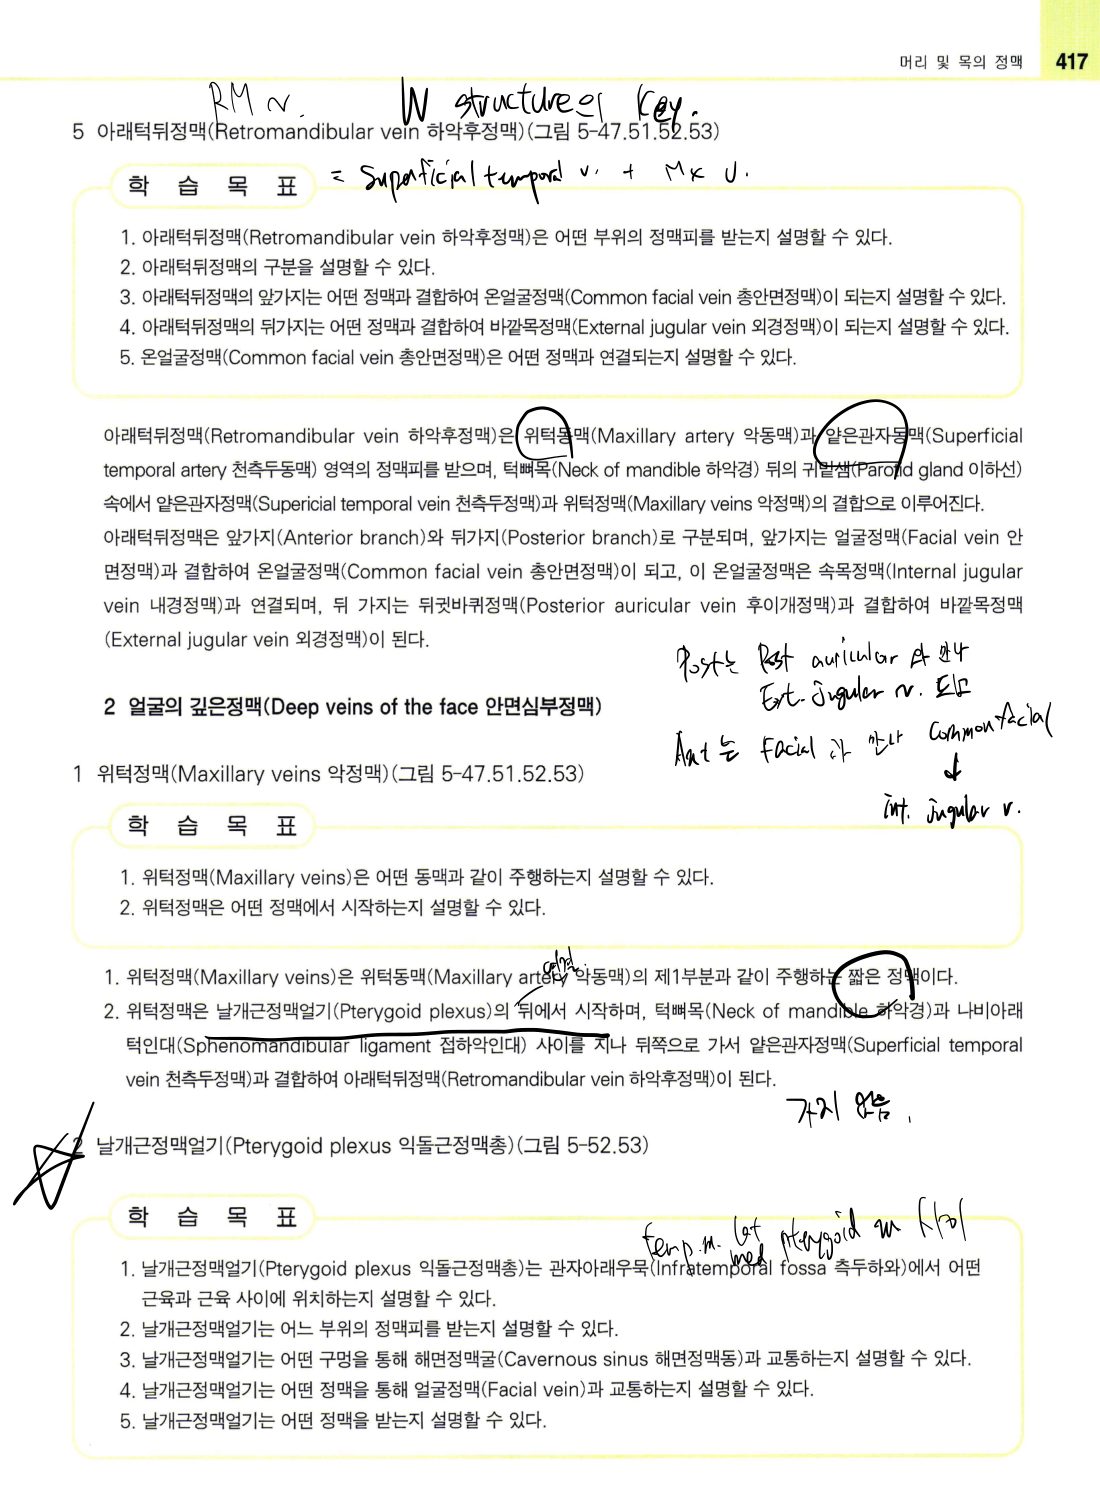 머리 및 목의 정맥 417
RM v. W structure의 key.
5 아래턱뒤정맥(Retromandibular vein 하악후정맥)(그림 5-47.51.52.53)
= Superficial temporal v. + Mx v.
학 습 목 표
1. 아래턱뒤정맥(Retromandibular vein 하악후정맥)은 어떤 부위의 정맥피를 받는지 설명할 수 있다.
2. 아래턱뒤정맥의 구분을 설명할 수 있다.
3. 아래턱뒤정맥의 앞가지는 어떤 정맥과 결합하여 온얼굴정맥(Common facial vein 총안면정맥)이 되는지 설명할 수 있다.
4. 아래턱뒤정맥의 뒤가지는 어떤 정맥과 결합하여 바깥목정맥(External jugular vein 외경정맥)이 되는지 설명할 수 있다.
5. 온얼굴정맥(Common facial vein 총안면정맥)은 어떤 정맥과 연결되는지 설명할 수 있다.
아래턱뒤정맥(Retromandibular vein 하악후정맥)은 위턱동맥(Maxillary artery 악동맥)과 얕은관자동맥(Superficial
temporal artery 천측두동맥) 영역의 정맥피를 받으며, 턱뼈목(Neck of mandible 하악경) 뒤의 귀밑샘(Parotid gland 이하선)
속에서 얕은관자정맥(Supericial temporal vein 천측두정맥)과 위턱정맥(Maxillary veins 악정맥)의 결합으로 이루어진다.
아래턱뒤정맥은 앞가지(Anterior branch)와 뒤가지(Posterior branch)로 구분되며, 앞가지는 얼굴정맥(Facial vein 안
면정맥)과 결합하여 온얼굴정맥(Common facial vein 총안면정맥)이 되고, 이 온얼굴정맥은 속목정맥(Internal jugular
vein 내경정맥)과 연결되며, 뒤 가지는 뒤귓바퀴정맥(Posterior auricular vein 후이개정맥)과 결합하여 바깥목정맥
(External jugular vein 외경정맥)이 된다.
Post는 Post auricular 과 만나
Ext. jugular v. 되고
Ant는 Facial 과 만나 common facial
↓
int. jugular v.
2 얼굴의 깊은정맥(Deep veins of the face 안면심부정맥)
1 위턱정맥(Maxillary veins 악정맥)(그림 5-47.51.52.53)
학 습 목 표
1. 위턱정맥(Maxillary veins)은 어떤 동맥과 같이 주행하는지 설명할 수 있다.
2. 위턱정맥은 어떤 정맥에서 시작하는지 설명할 수 있다.
연결.
1. 위턱정맥(Maxillary veins)은 위턱동맥(Maxillary artery 악동맥)의 제1부분과 같이 주행하는 짧은 정맥이다.
2. 위턱정맥은 날개근정맥얼기(Pterygoid plexus)의 뒤에서 시작하며, 턱뼈목(Neck of mandible 하악경)과 나비아래
턱인대(Sphenomandibular ligament 접하악인대) 사이를 지나 뒤쪽으로 가서 얕은관자정맥(Superficial temporal
vein 천측두정맥)과 결합하여 아래턱뒤정맥(Retromandibular vein 하악후정맥)이 된다.
가지 없음.
2 날개근정맥얼기(Pterygoid plexus 익돌근정맥총)(그림 5-52.53)
학 습 목 표
temp.m. lat med pterygoid m 사이
1. 날개근정맥얼기(Pterygoid plexus 익돌근정맥총)는 관자아래우묵(Infratemporal fossa 측두하와)에서 어떤
근육과 근육 사이에 위치하는지 설명할 수 있다.
2. 날개근정맥얼기는 어느 부위의 정맥피를 받는지 설명할 수 있다.
3. 날개근정맥얼기는 어떤 구멍을 통해 해면정맥굴(Cavernous sinus 해면정맥동)과 교통하는지 설명할 수 있다.
4. 날개근정맥얼기는 어떤 정맥을 통해 얼굴정맥(Facial vein)과 교통하는지 설명할 수 있다.
5. 날개근정맥얼기는 어떤 정맥을 받는지 설명할 수 있다.